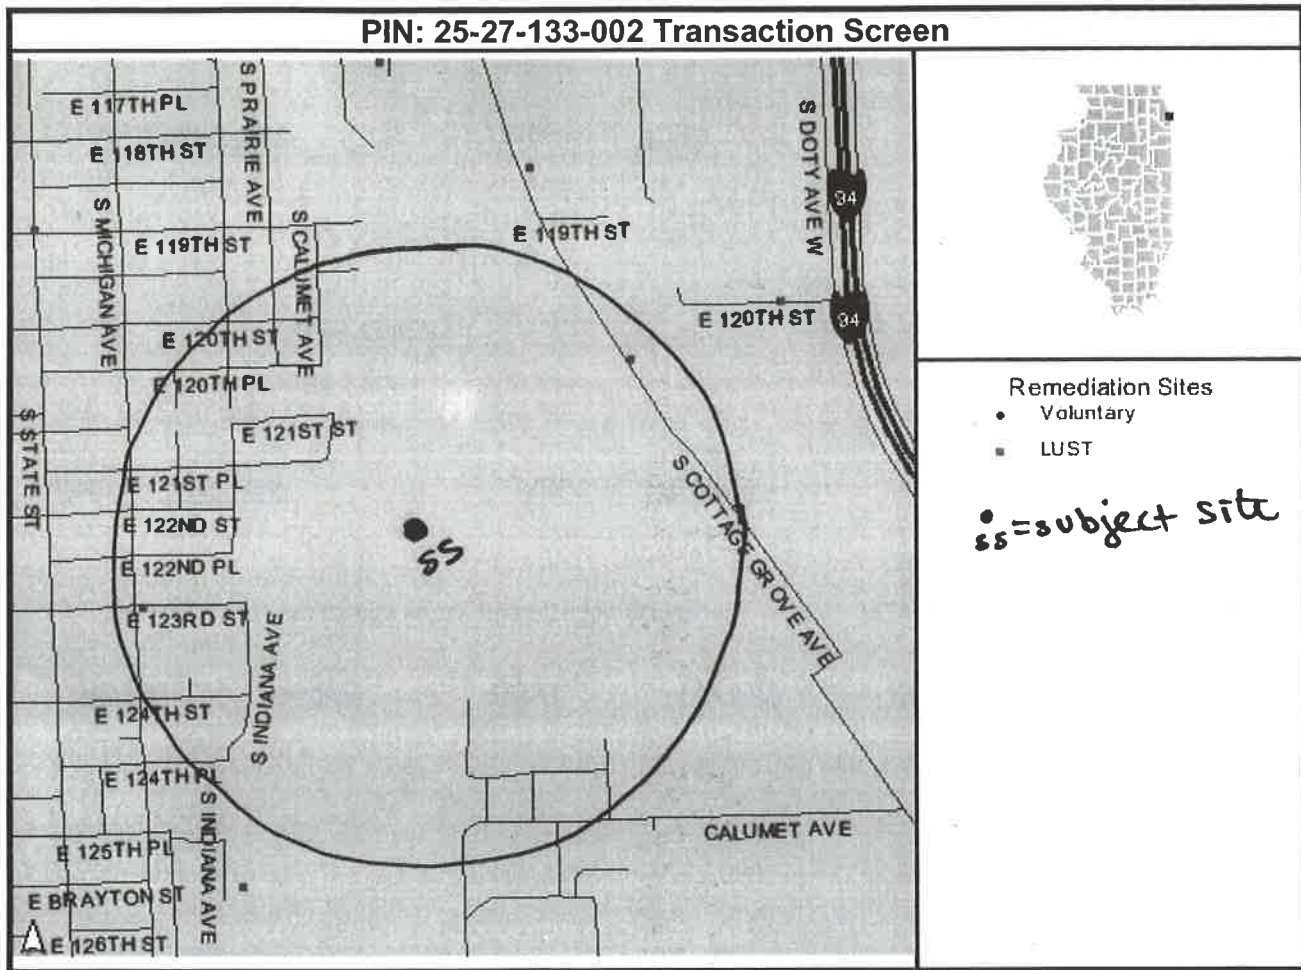 PIN: 25-27-133-002 Transaction Screen
E 117TH PL
S PRAIRIE AVE
E 118TH ST
S DOTY AVE W
94
S MICHIGAN AVE
E 119TH ST
S CALUMET AVE
E 119TH ST
E 120TH ST
94
E 120TH ST
E 120TH PL
S STATE ST
E 121ST ST
E 121ST PL
S COTTAGE GROVE AVE
E 122ND ST
SS
E 122ND PL
E 123RD ST
S INDIANA AVE
E 124TH ST
E 124TH PL
S INDIANA AVE
CALUMET AVE
E 125TH PL
E BRAYTON ST
E 126TH ST
Remediation Sites
Voluntary
LUST
ss = subject site